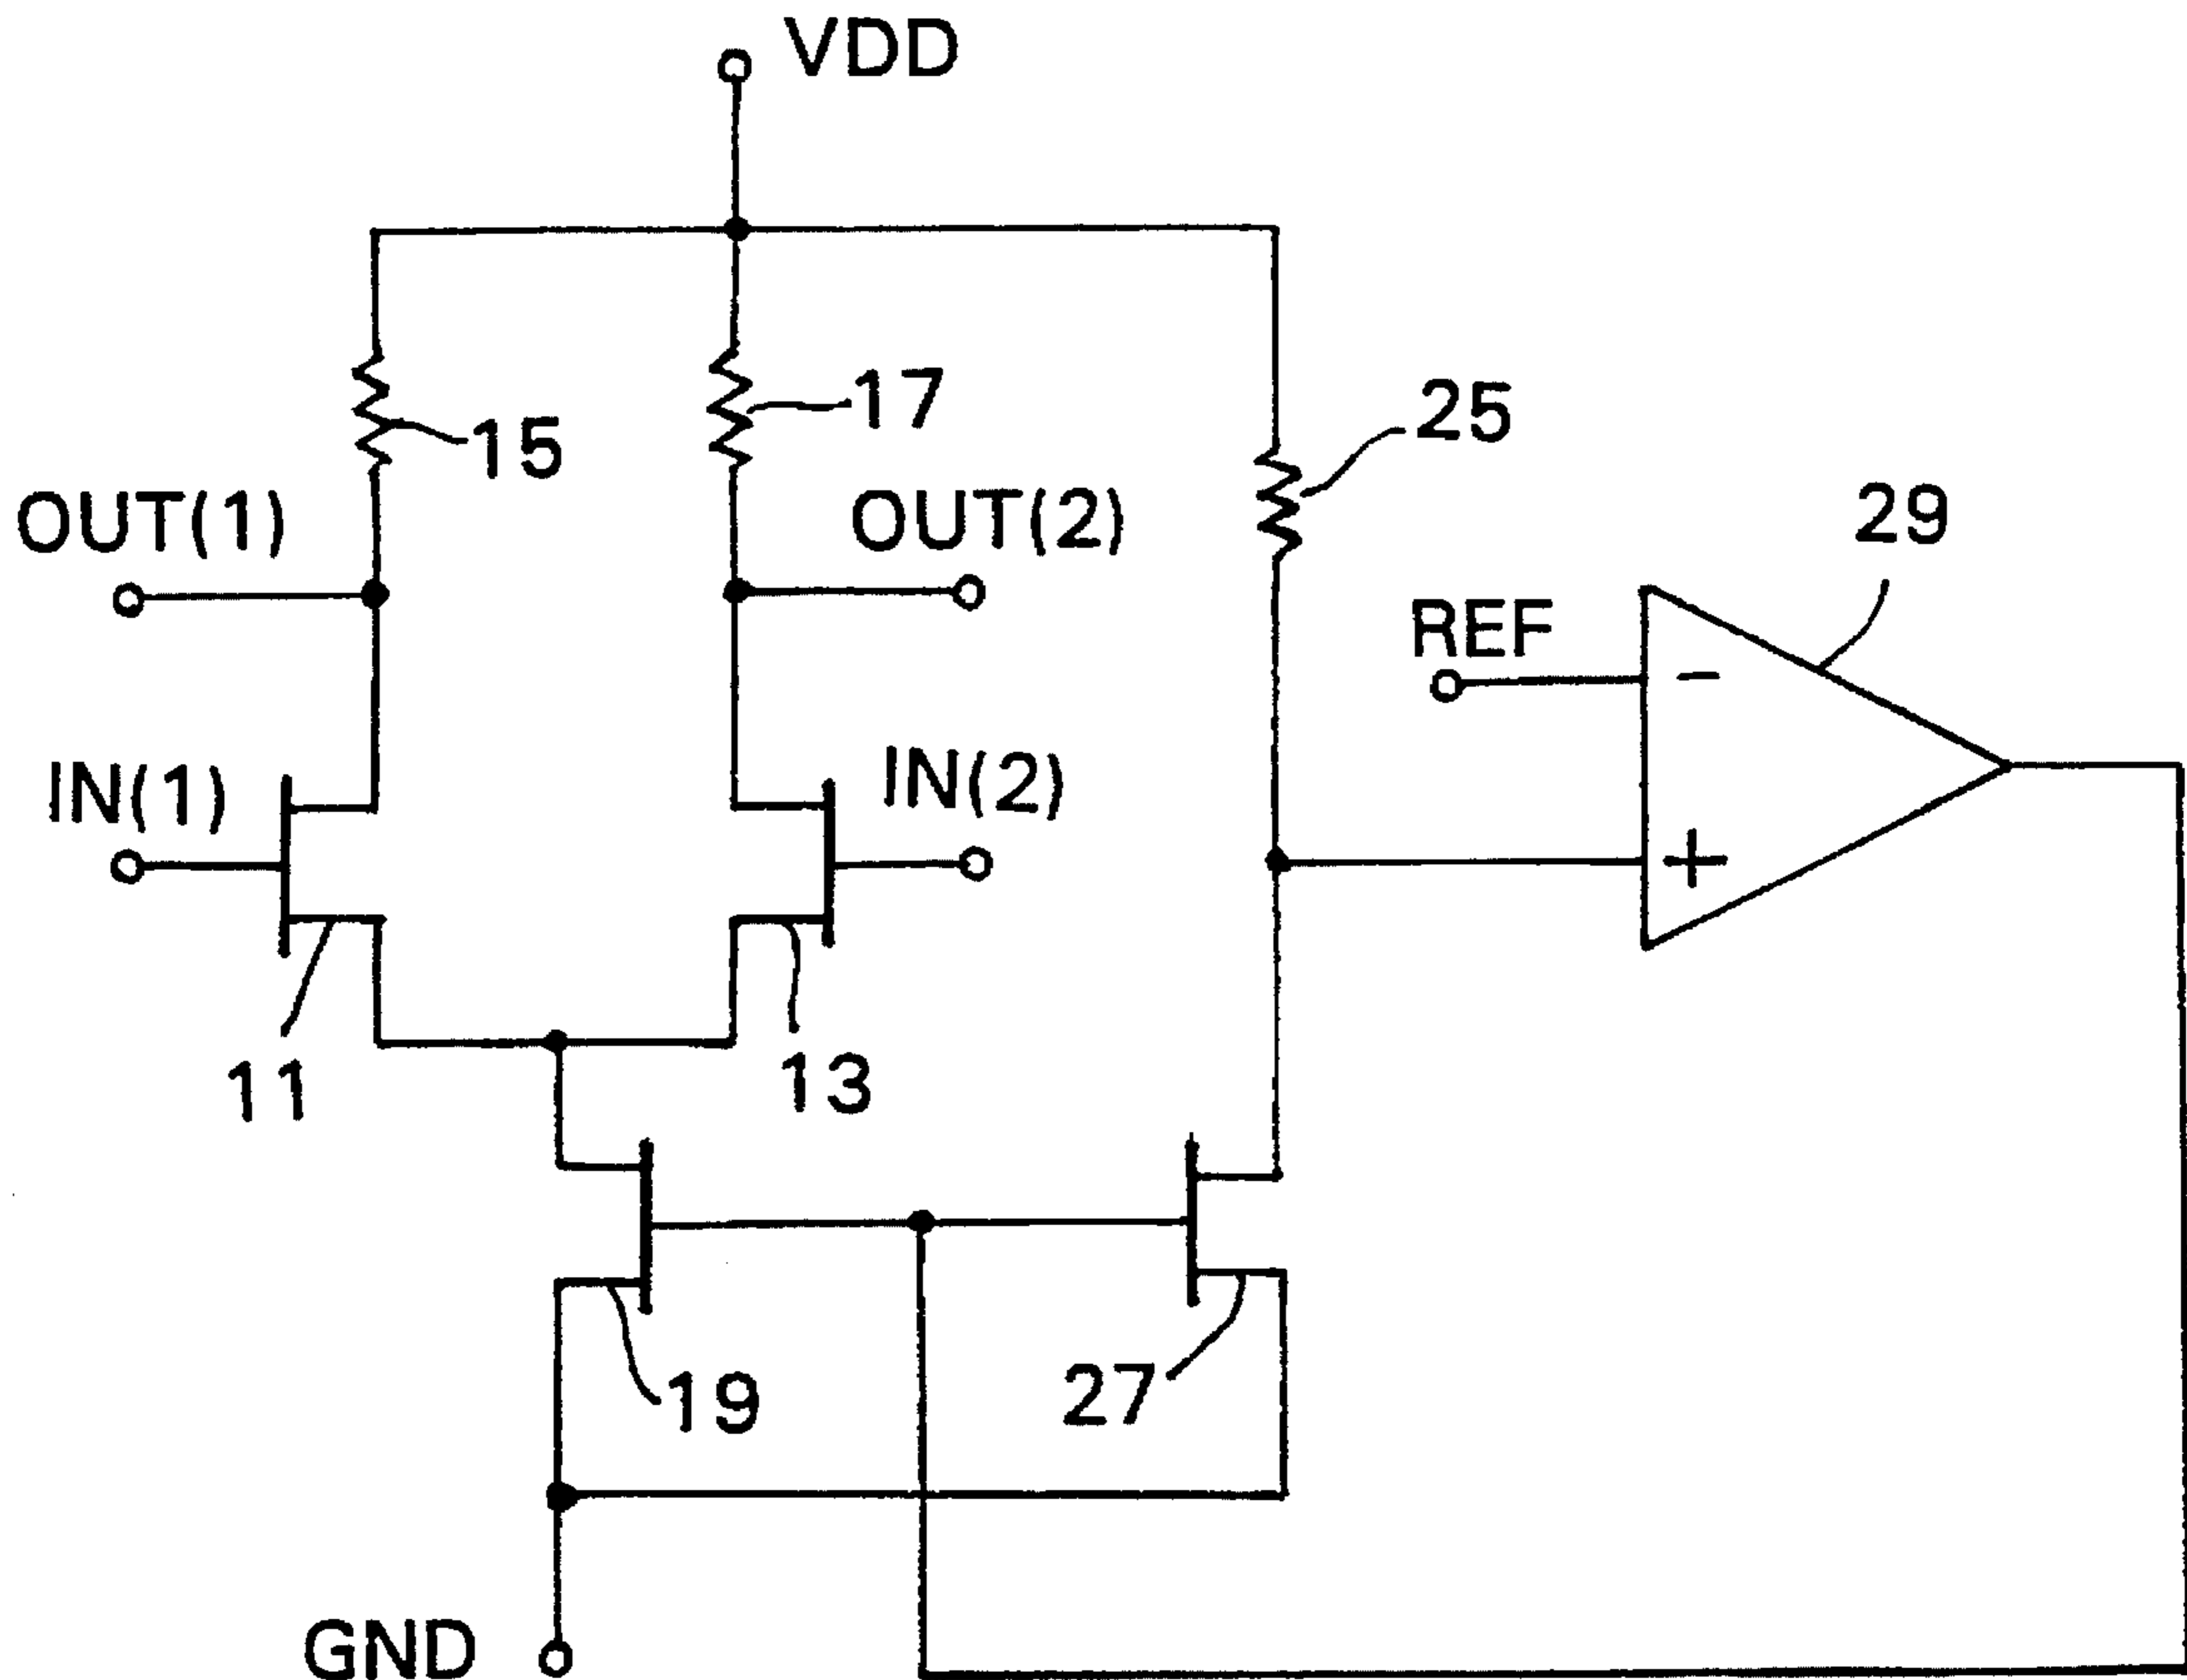 VDD
17
25
15
OUT(1)
OUT(2)
29
REF
-
IN(1)
IN(2)
+
11
13
19
27
GND